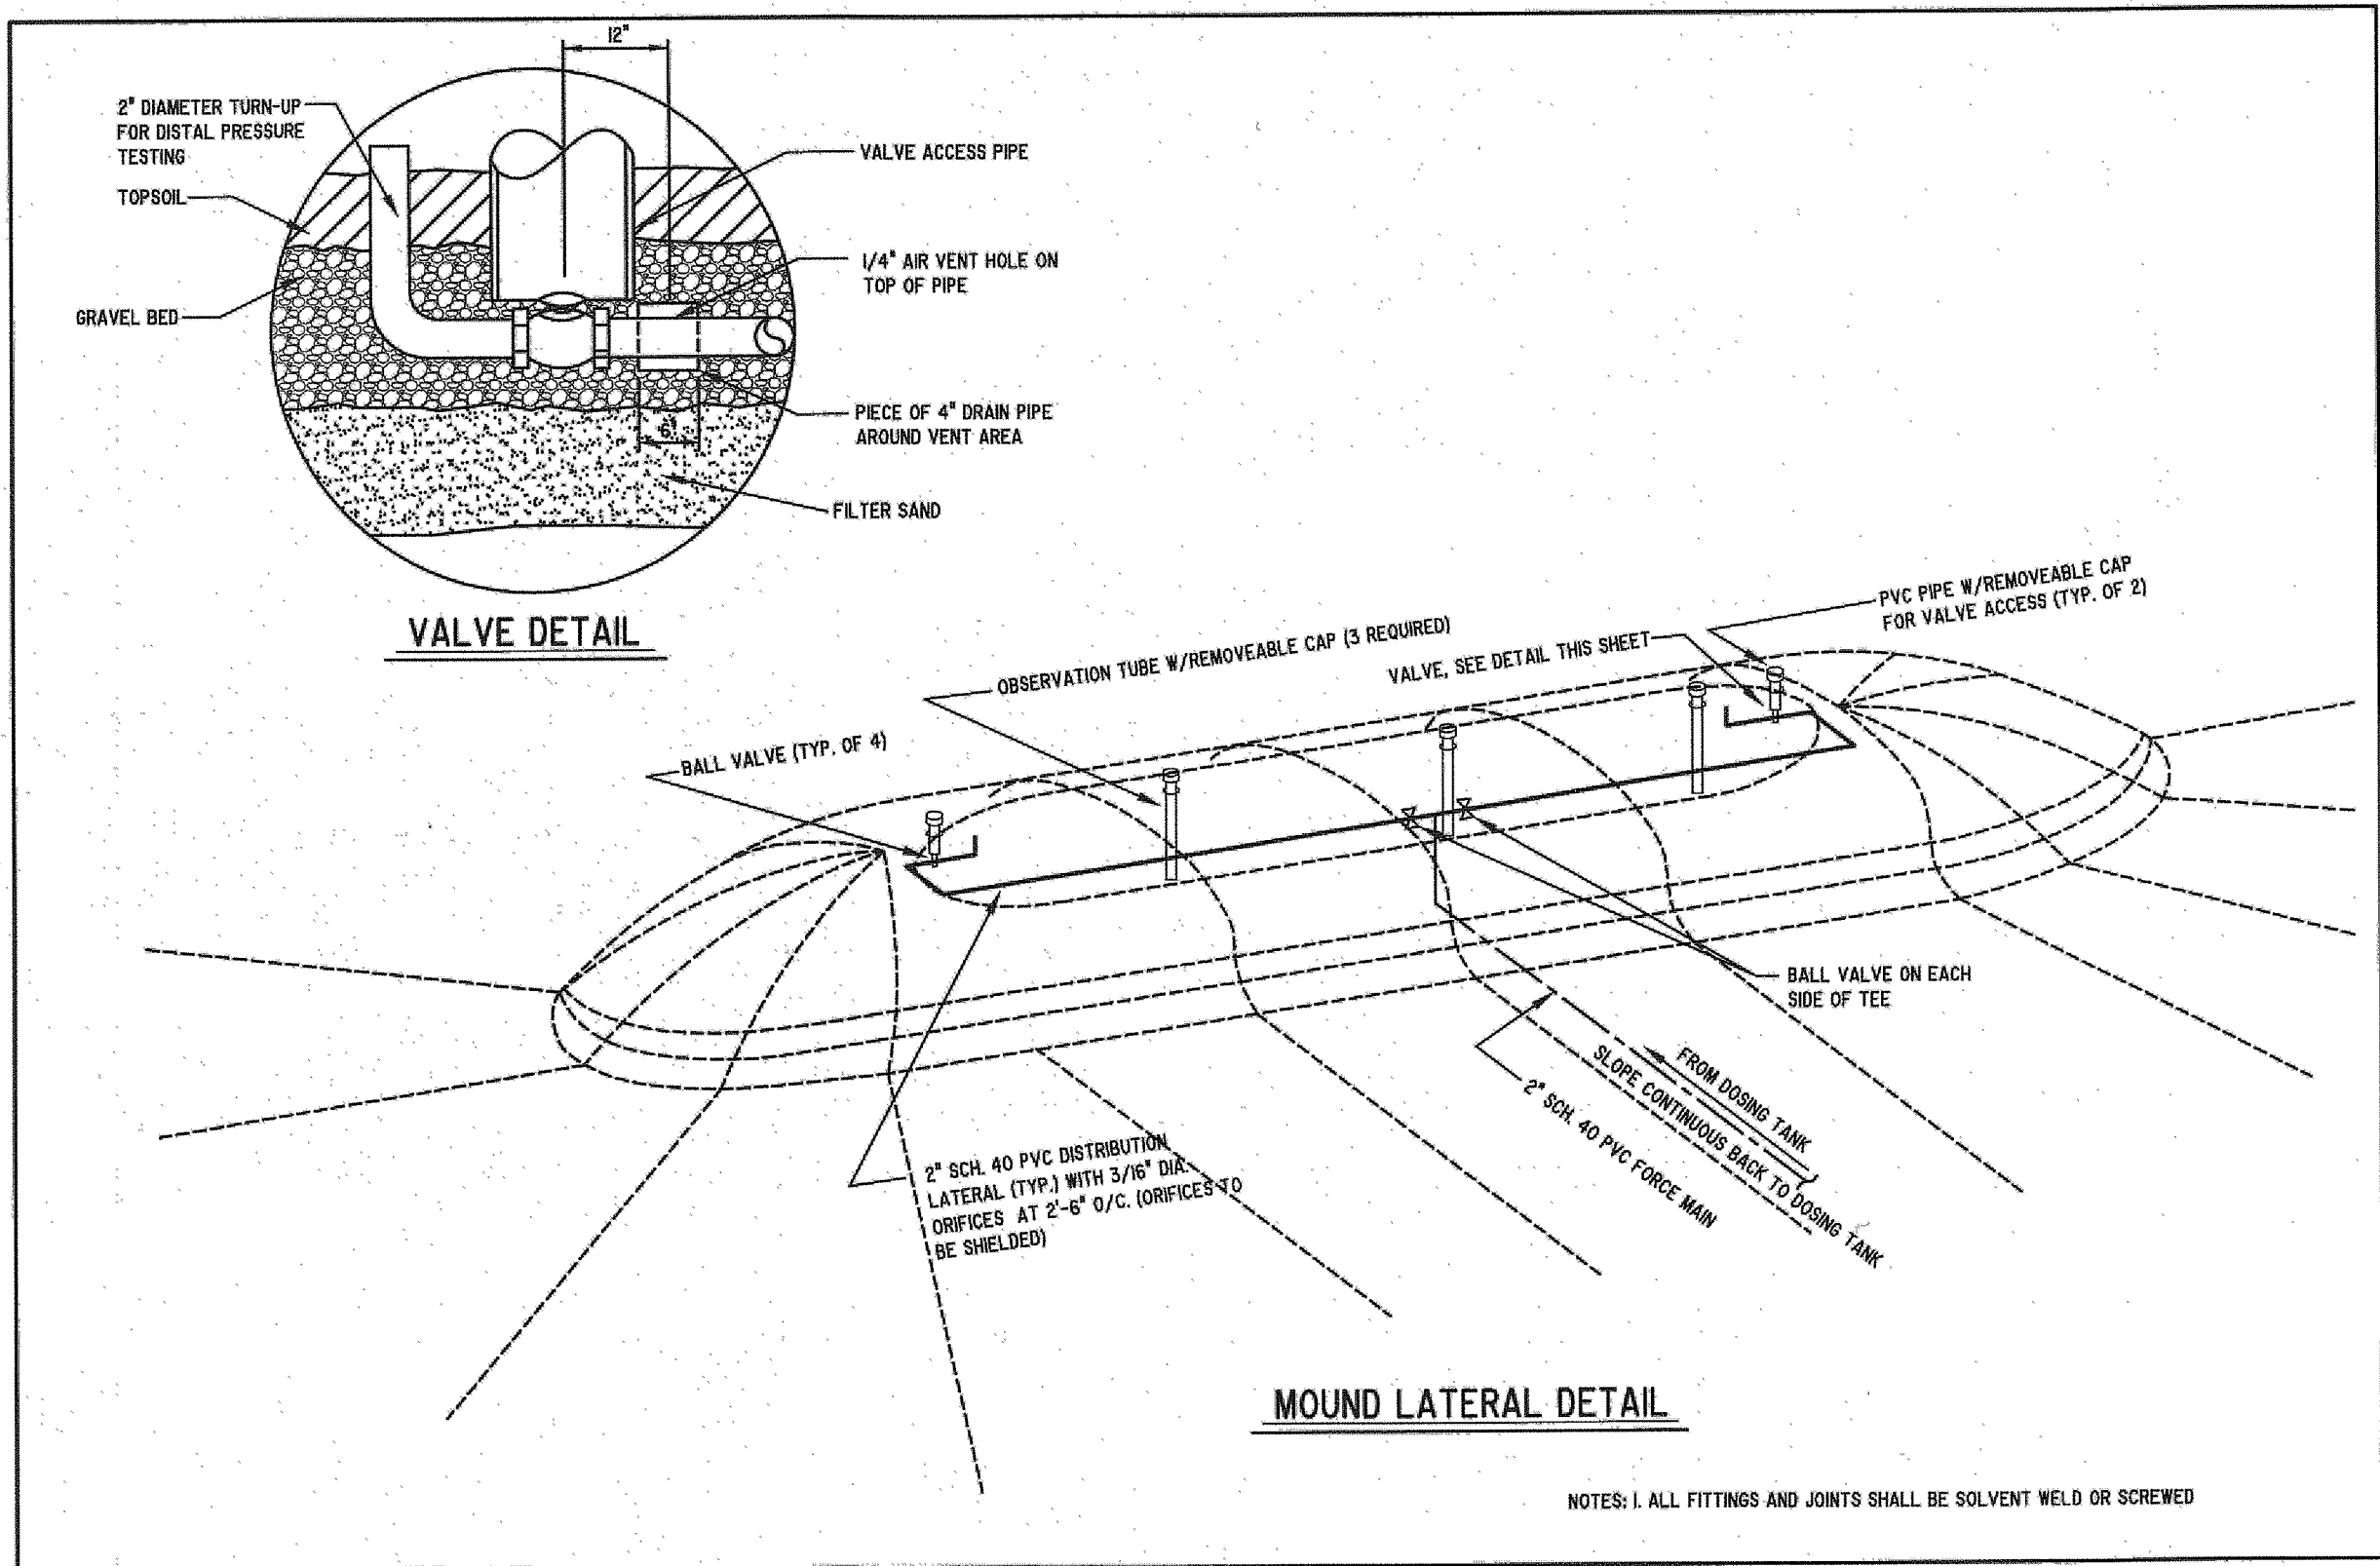 12"
2" DIAMETER TURN-UP
FOR DISTAL PRESSURE
TESTING
TOPSOIL
GRAVEL BED
VALVE ACCESS PIPE
1/4" AIR VENT HOLE ON
TOP OF PIPE
PIECE OF 4" DRAIN PIPE
AROUND VENT AREA
6"
FILTER SAND
VALVE DETAIL
PVC PIPE W/REMOVEABLE CAP
FOR VALVE ACCESS (TYP. OF 2)
OBSERVATION TUBE W/REMOVEABLE CAP (3 REQUIRED)
VALVE, SEE DETAIL THIS SHEET
BALL VALVE (TYP. OF 4)
BALL VALVE ON EACH
SIDE OF TEE
FROM DOSING TANK
SLOPE CONTINUOUS BACK TO DOSING TANK
2" SCH. 40 PVC FORCE MAIN
2" SCH. 40 PVC DISTRIBUTION
LATERAL (TYP.) WITH 3/16" DIA.
ORIFICES AT 2'-6" O/C. (ORIFICES TO
BE SHIELDED)
MOUND LATERAL DETAIL
NOTES: 1. ALL FITTINGS AND JOINTS SHALL BE SOLVENT WELD OR SCREWED